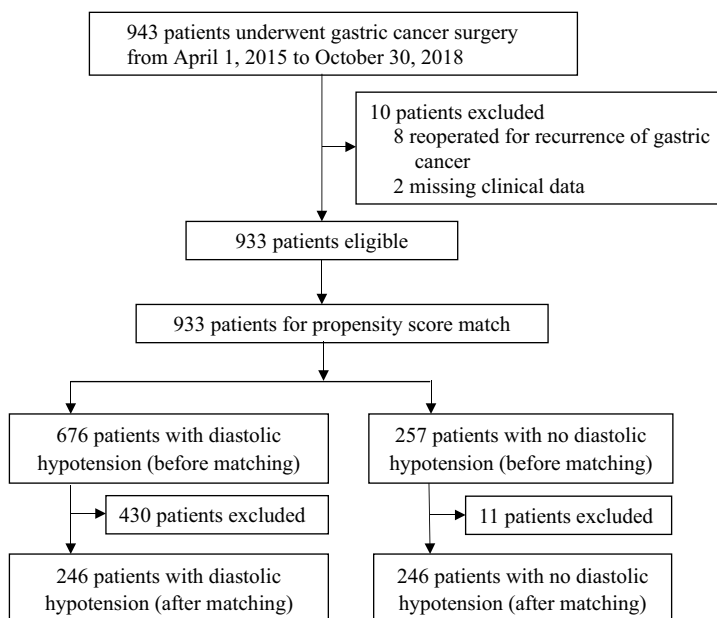 943 patients underwent gastric cancer surgery
from April 1, 2015 to October 30, 2018
10 patients excluded
8 reoperated for recurrence of gastric
cancer
2 missing clinical data
933 patients eligible
933 patients for propensity score match
676 patients with diastolic
hypotension (before matching)
257 patients with no diastolic
hypotension (before matching)
430 patients excluded
11 patients excluded
246 patients with diastolic
hypotension (after matching)
246 patients with no diastolic
hypotension (after matching)